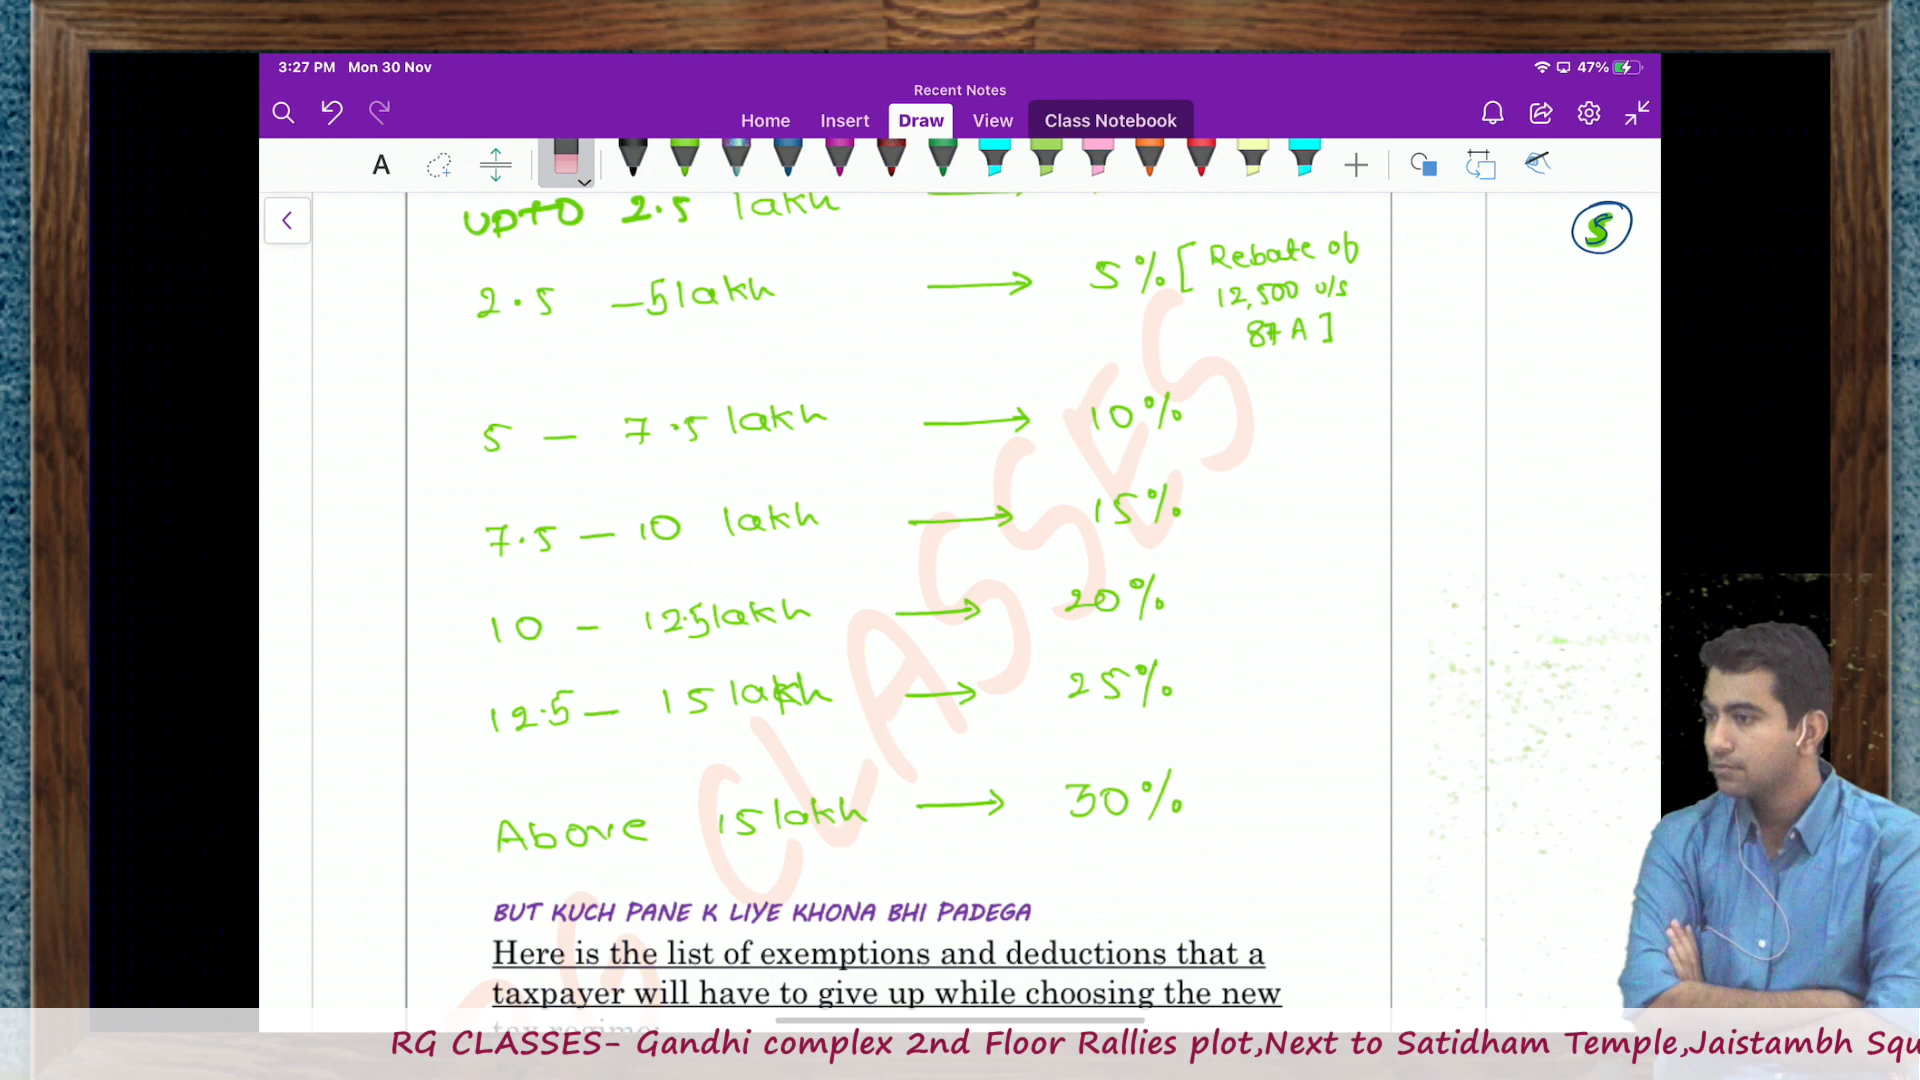 3:27 PM Mon 30 Nov
47%
Recent Notes
Home Insert Draw View Class Notebook
A
UPTO 2.5 lakh
S
2.5 – 5 lakh → 5% [Rebate of
12,500 u/s
87A]
5 – 7.5 lakh → 10%
7.5 – 10 lakh → 15%
10 – 12.5 lakh → 20%
12.5 – 15 lakh → 25%
Above 15 lakh → 30%
CLASSES
BUT KUCH PANE K LIYE KHONA BHI PADEGA
Here is the list of exemptions and deductions that a
taxpayer will have to give up while choosing the new
tax regime:
RG CLASSES- Gandhi complex 2nd Floor Rallies plot,Next to Satidham Temple,Jaistambh Squ